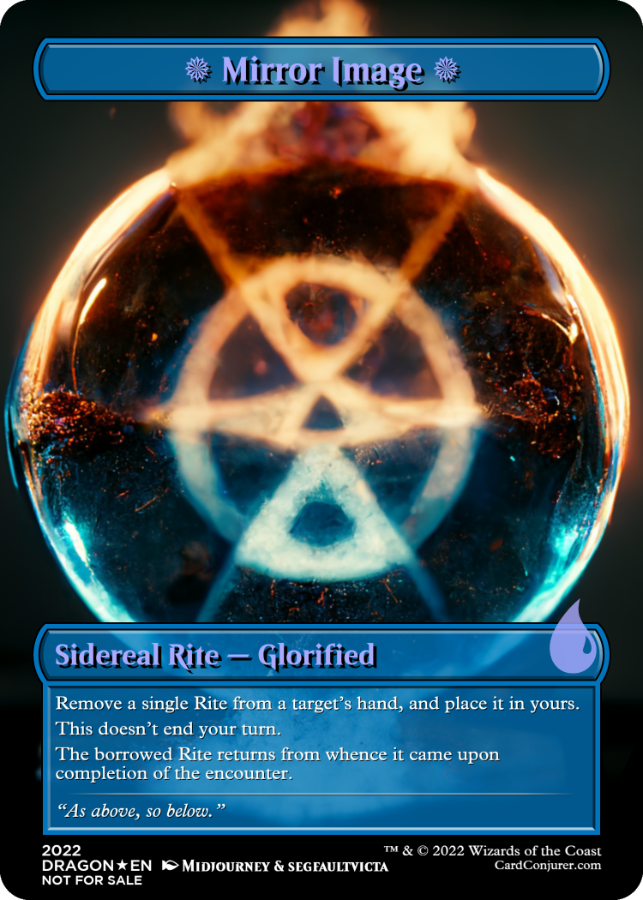 Mirror Image
Sidereal Rite — Glorified
Remove a single Rite from a target’s hand, and place it in yours.
This doesn’t end your turn.
The borrowed Rite returns from whence it came upon
completion of the encounter.
“As above, so below.”
2022
™ & © 2022 Wizards of the Coast
DRAGON★EN Midjourney & segfaultvicta
CardConjurer.com
NOT FOR SALE